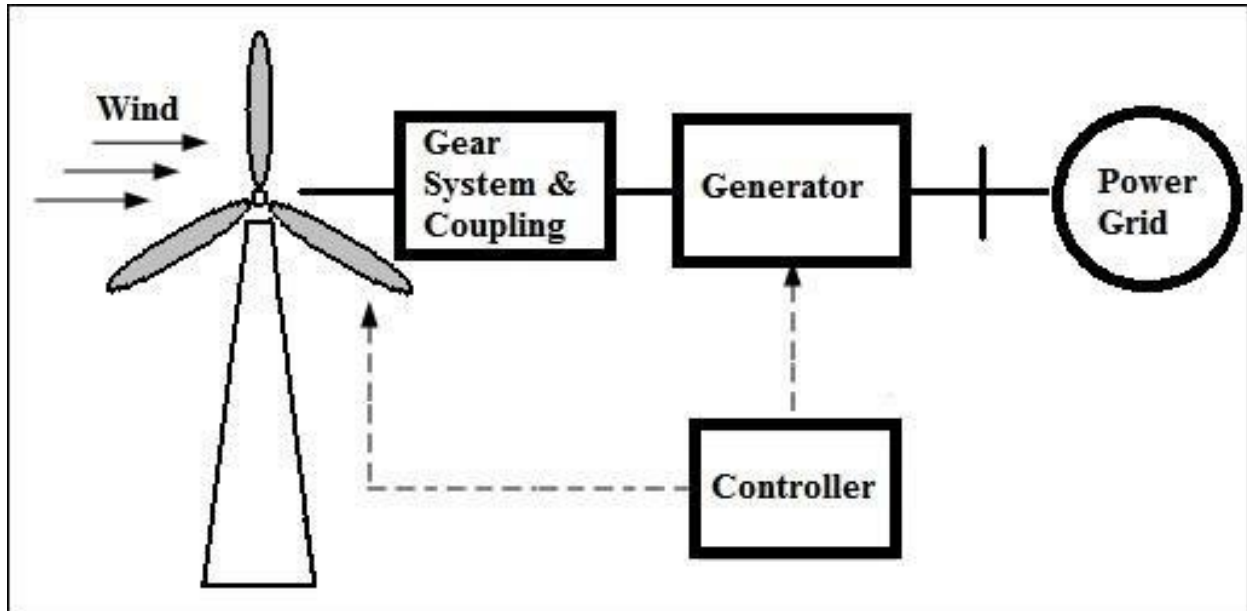 Wind
Gear
System &
Coupling
Generator
Power
Grid
Controller